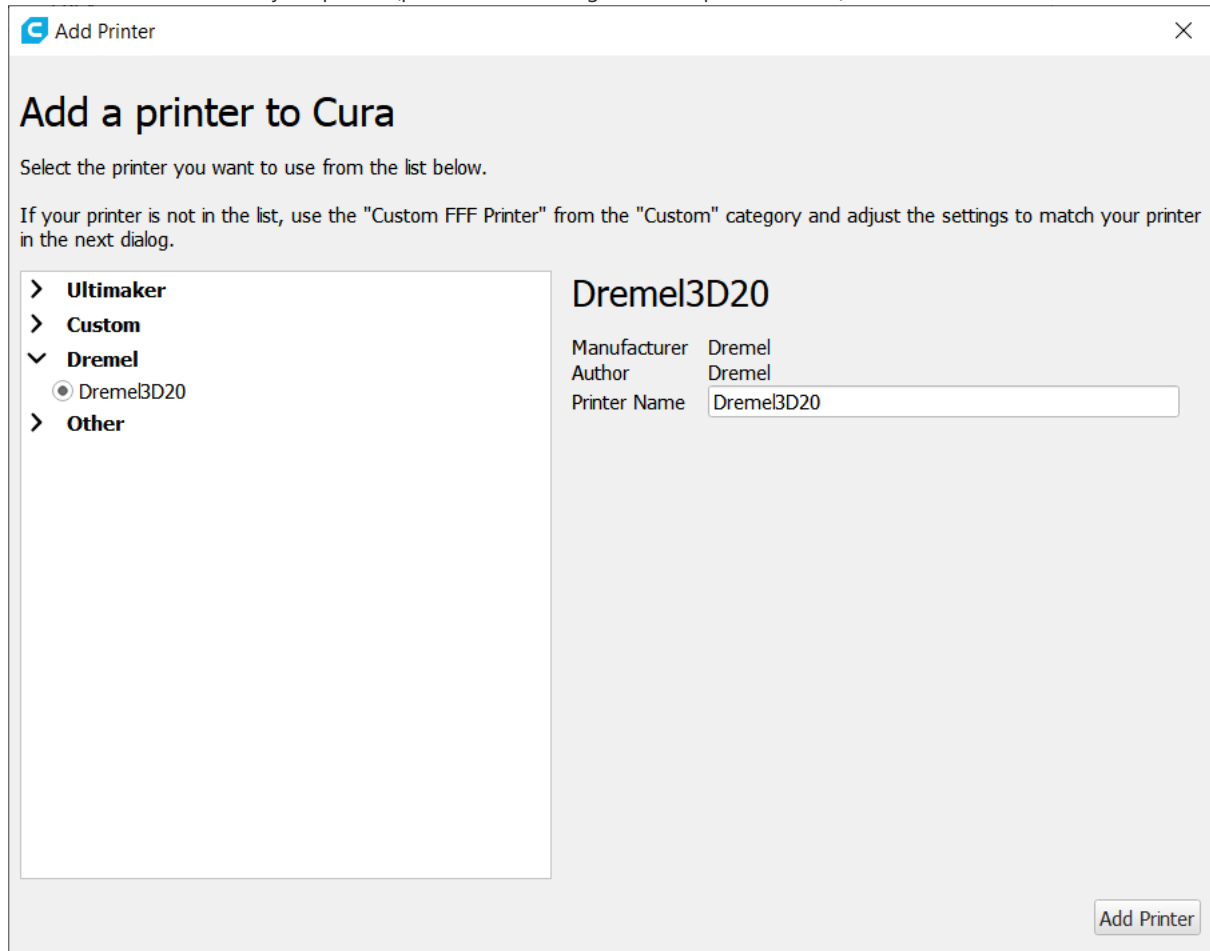 Add Printer
Add a printer to Cura
Select the printer you want to use from the list below.
If your printer is not in the list, use the "Custom FFF Printer" from the "Custom" category and adjust the settings to match your printer
in the next dialog.
Ultimaker
Custom
Dremel
Dremel3D20
Other
Dremel3D20
Manufacturer Dremel
Author Dremel
Printer Name Dremel3D20
Add Printer